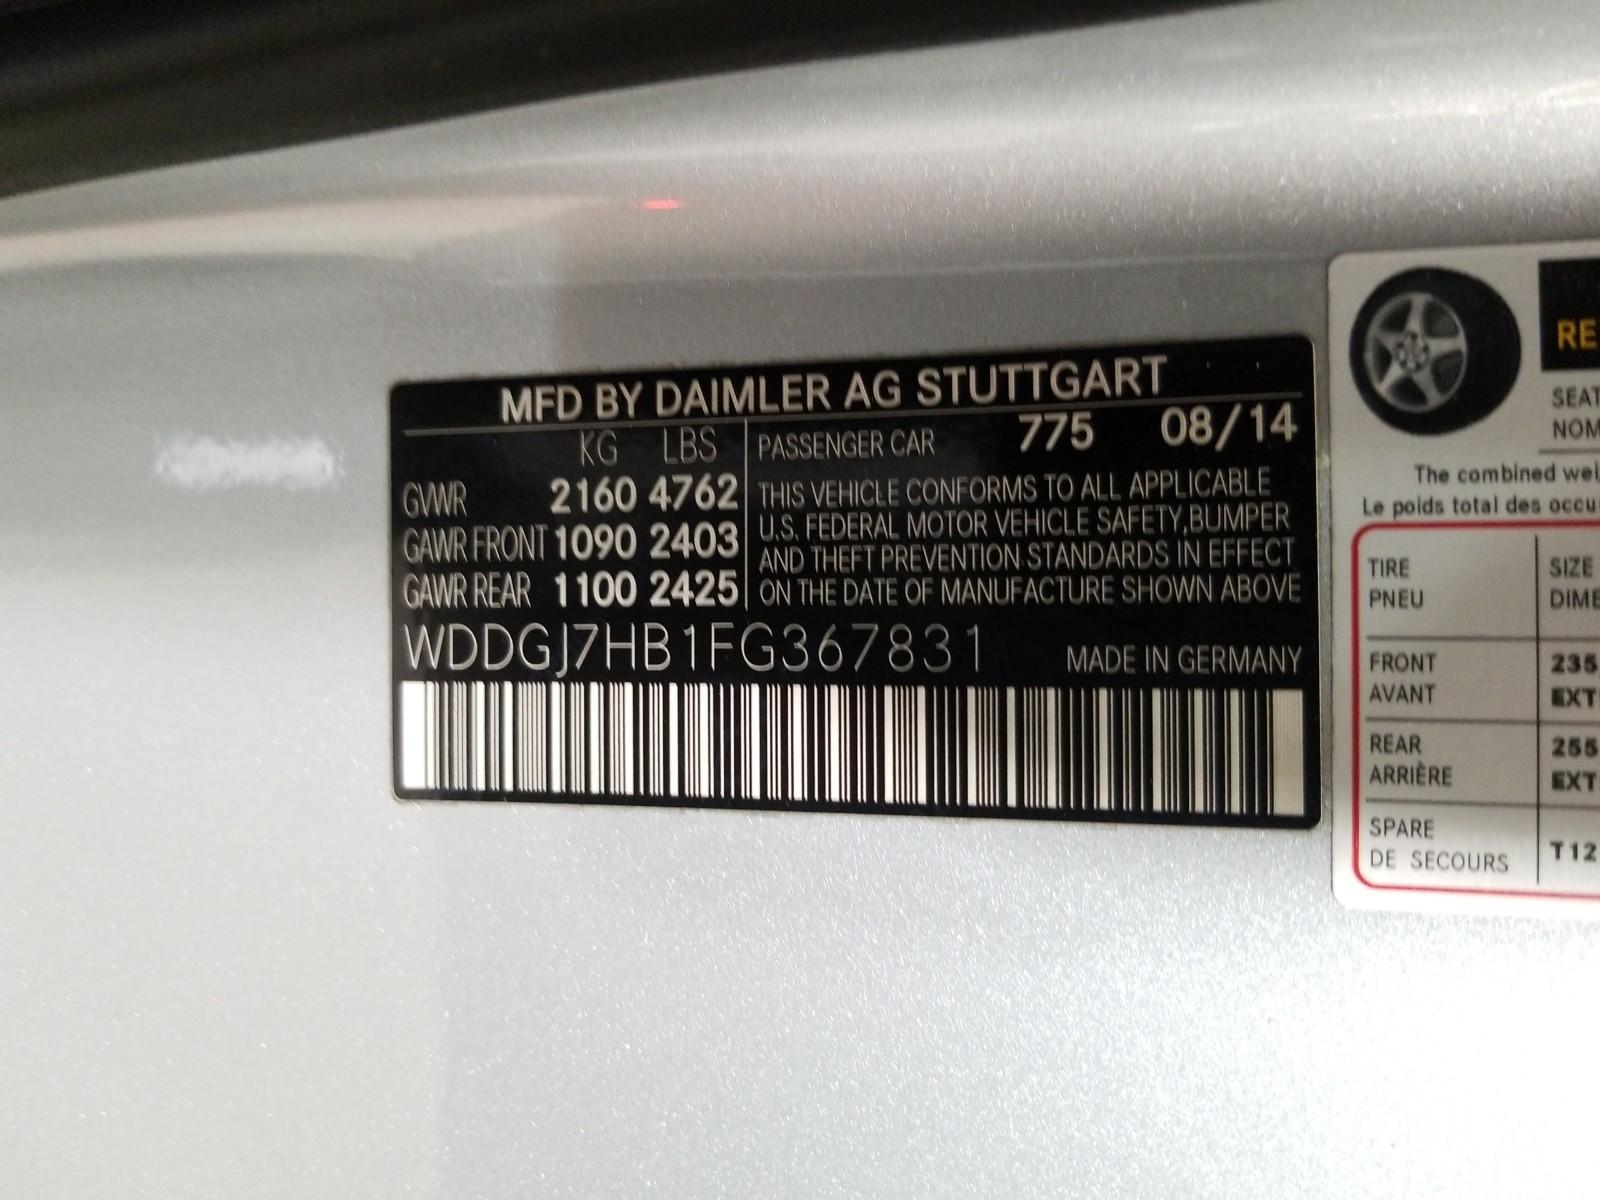 MFD BY DAIMLER AG STUTTGART
KG LBS
PASSENGER CAR 775 08/14
GVWR 2160 4762
GAWR FRONT 1090 2403
GAWR REAR 1100 2425
THIS VEHICLE CONFORMS TO ALL APPLICABLE
U.S. FEDERAL MOTOR VEHICLE SAFETY,BUMPER
AND THEFT PREVENTION STANDARDS IN EFFECT
ON THE DATE OF MANUFACTURE SHOWN ABOVE
WDDGJ7HB1FG367831 MADE IN GERMANY
RE
SEAT
NOM
The combined wei
Le poids total des occu
TIRE SIZE
PNEU DIME
FRONT 235
AVANT EXT
REAR 255
ARRIÈRE EXT
SPARE
DE SECOURS T12